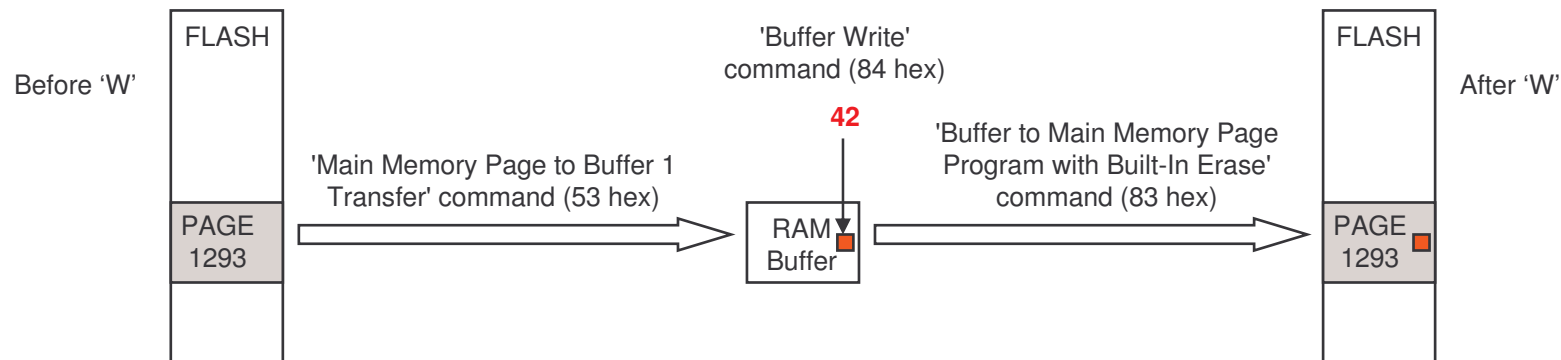 Before ‘W’
FLASH
PAGE
1293
'Main Memory Page to Buffer 1
Transfer' command (53 hex)
'Buffer Write'
command (84 hex)
42
RAM
Buffer
'Buffer to Main Memory Page
Program with Built-In Erase'
command (83 hex)
FLASH
PAGE
1293
After ‘W’